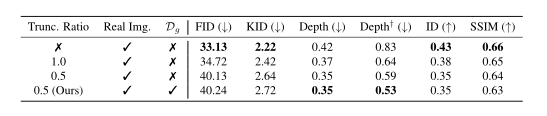 Trunc. Ratio Real Img. 𝒟g FID (↓) KID (↓) Depth (↓) Depth† (↓) ID (↑) SSIM (↑)
✗ ✓ ✗ 33.13 2.22 0.42 0.83 0.43 0.66
1.0 ✓ ✗ 34.72 2.42 0.37 0.64 0.38 0.65
0.5 ✓ ✗ 40.13 2.64 0.35 0.59 0.35 0.64
0.5 (Ours) ✓ ✓ 40.24 2.72 0.35 0.53 0.35 0.63